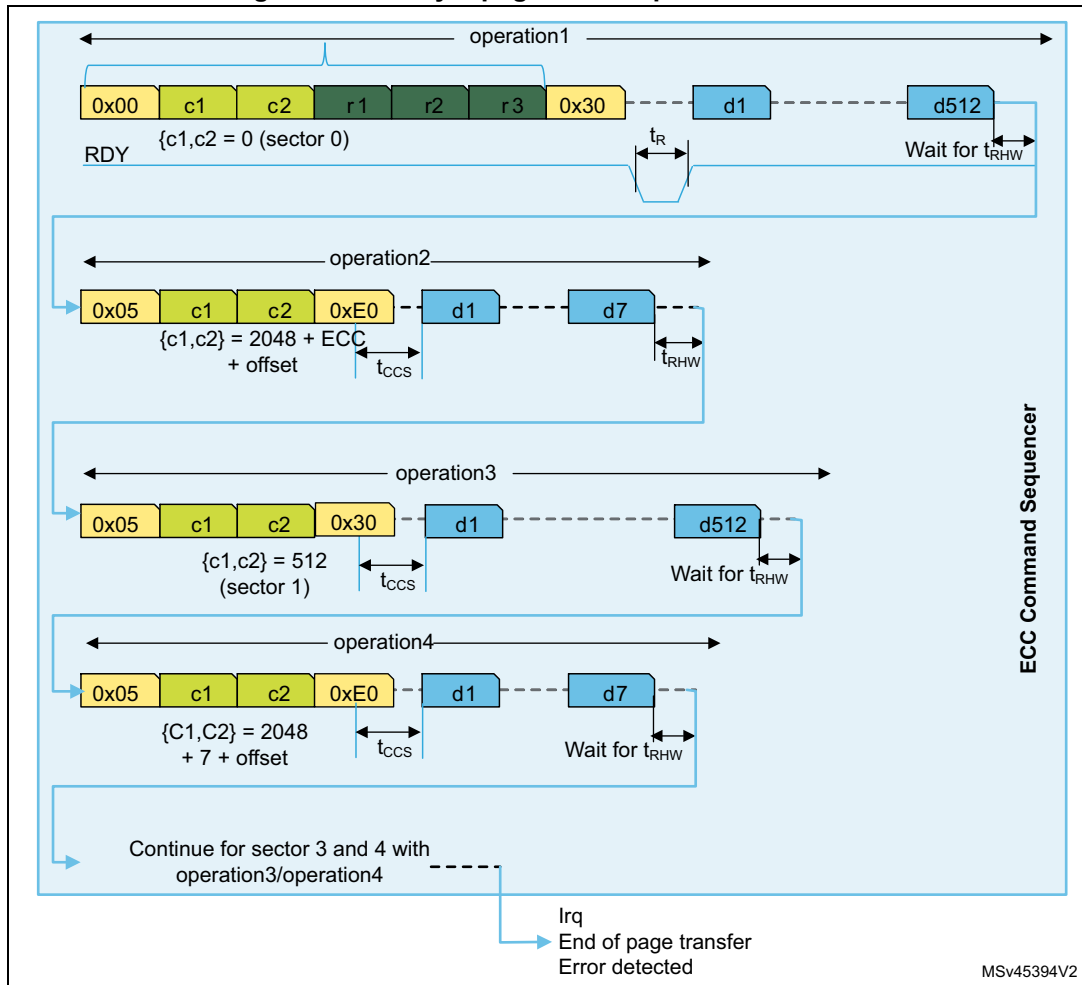 operation1
0x00 c1 c2 r1 r2 r3 0x30 d1 d512
{c1,c2 = 0 (sector 0)
tR
RDY
Wait for tRHW
operation2
0x05 c1 c2 0xE0 d1 d7
{c1,c2} = 2048 + ECC
+ offset
tCCS
tRHW
operation3
0x05 c1 c2 0x30 d1 d512
{c1,c2} = 512
(sector 1)
tCCS
Wait for tRHW
operation4
0x05 c1 c2 0xE0 d1 d7
{C1,C2} = 2048
+ 7 + offset
tCCS
Wait for tRHW
ECC Command Sequencer
Continue for sector 3 and 4 with
operation3/operation4
Irq
End of page transfer
Error detected
MSv45394V2